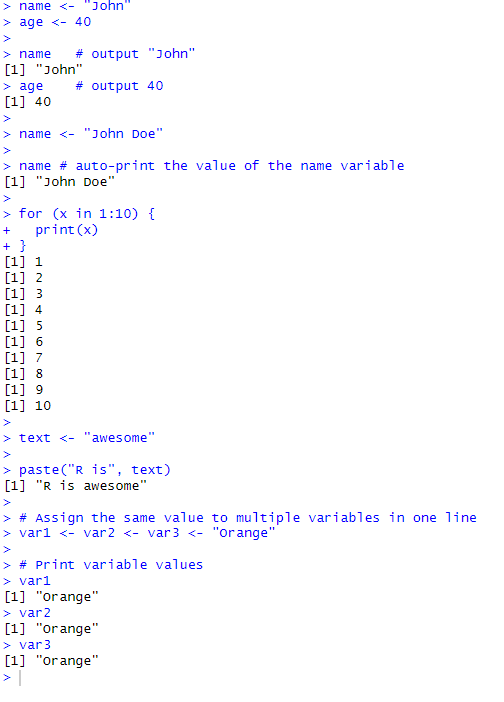 > name <- "John"
> age <- 40
>
> name   # output "John"
[1] "John"
> age    # output 40
[1] 40
>
> name <- "John Doe"
>
> name # auto-print the value of the name variable
[1] "John Doe"
>
> for (x in 1:10) {
+   print(x)
+ }
[1] 1
[1] 2
[1] 3
[1] 4
[1] 5
[1] 6
[1] 7
[1] 8
[1] 9
[1] 10
>
> text <- "awesome"
>
> paste("R is", text)
[1] "R is awesome"
>
> # Assign the same value to multiple variables in one line
> var1 <- var2 <- var3 <- "Orange"
>
> # Print variable values
> var1
[1] "Orange"
> var2
[1] "Orange"
> var3
[1] "Orange"
>